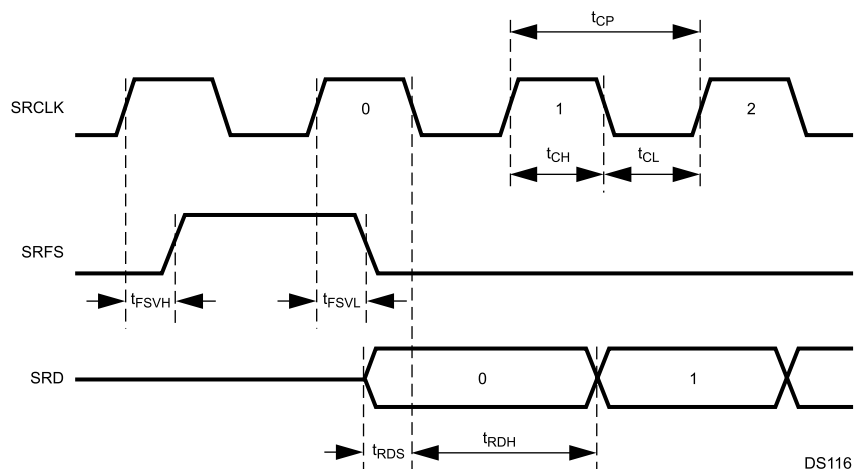 tCP
SRCLK
0
1
2
tCH
tCL
SRFS
tFSVH
tFSVL
SRD
0
1
tRDS
tRDH
DS116